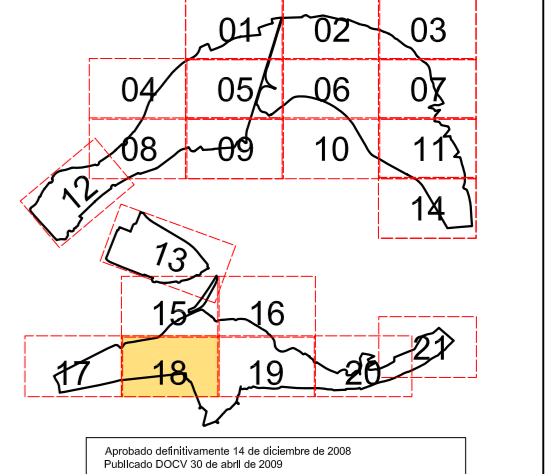 01 02 03
04 05 06 07
08 09 10 11
12
14
13
15 16
21
17 18 19 20
Aprobado definitivamente 14 de diciembre de 2008
Publicado DOCV 30 de abril de 2009